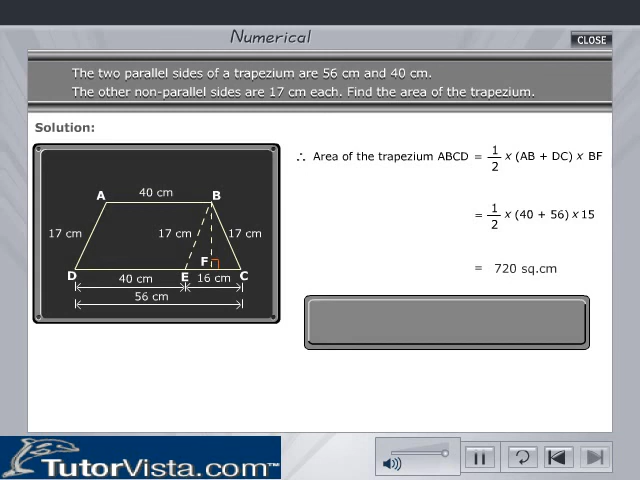 Numerical
CLOSE
The two parallel sides of a trapezium are 56 cm and 40 cm.
The other non-parallel sides are 17 cm each. Find the area of the trapezium.
Solution:
40 cm
A
B
17 cm
17 cm
17 cm
F
D
E
C
40 cm
16 cm
56 cm
∴ Area of the trapezium ABCD = 1/2 x (AB + DC) x BF
= 1/2 x (40 + 56) x 15
= 720 sq.cm
TutorVista.com™